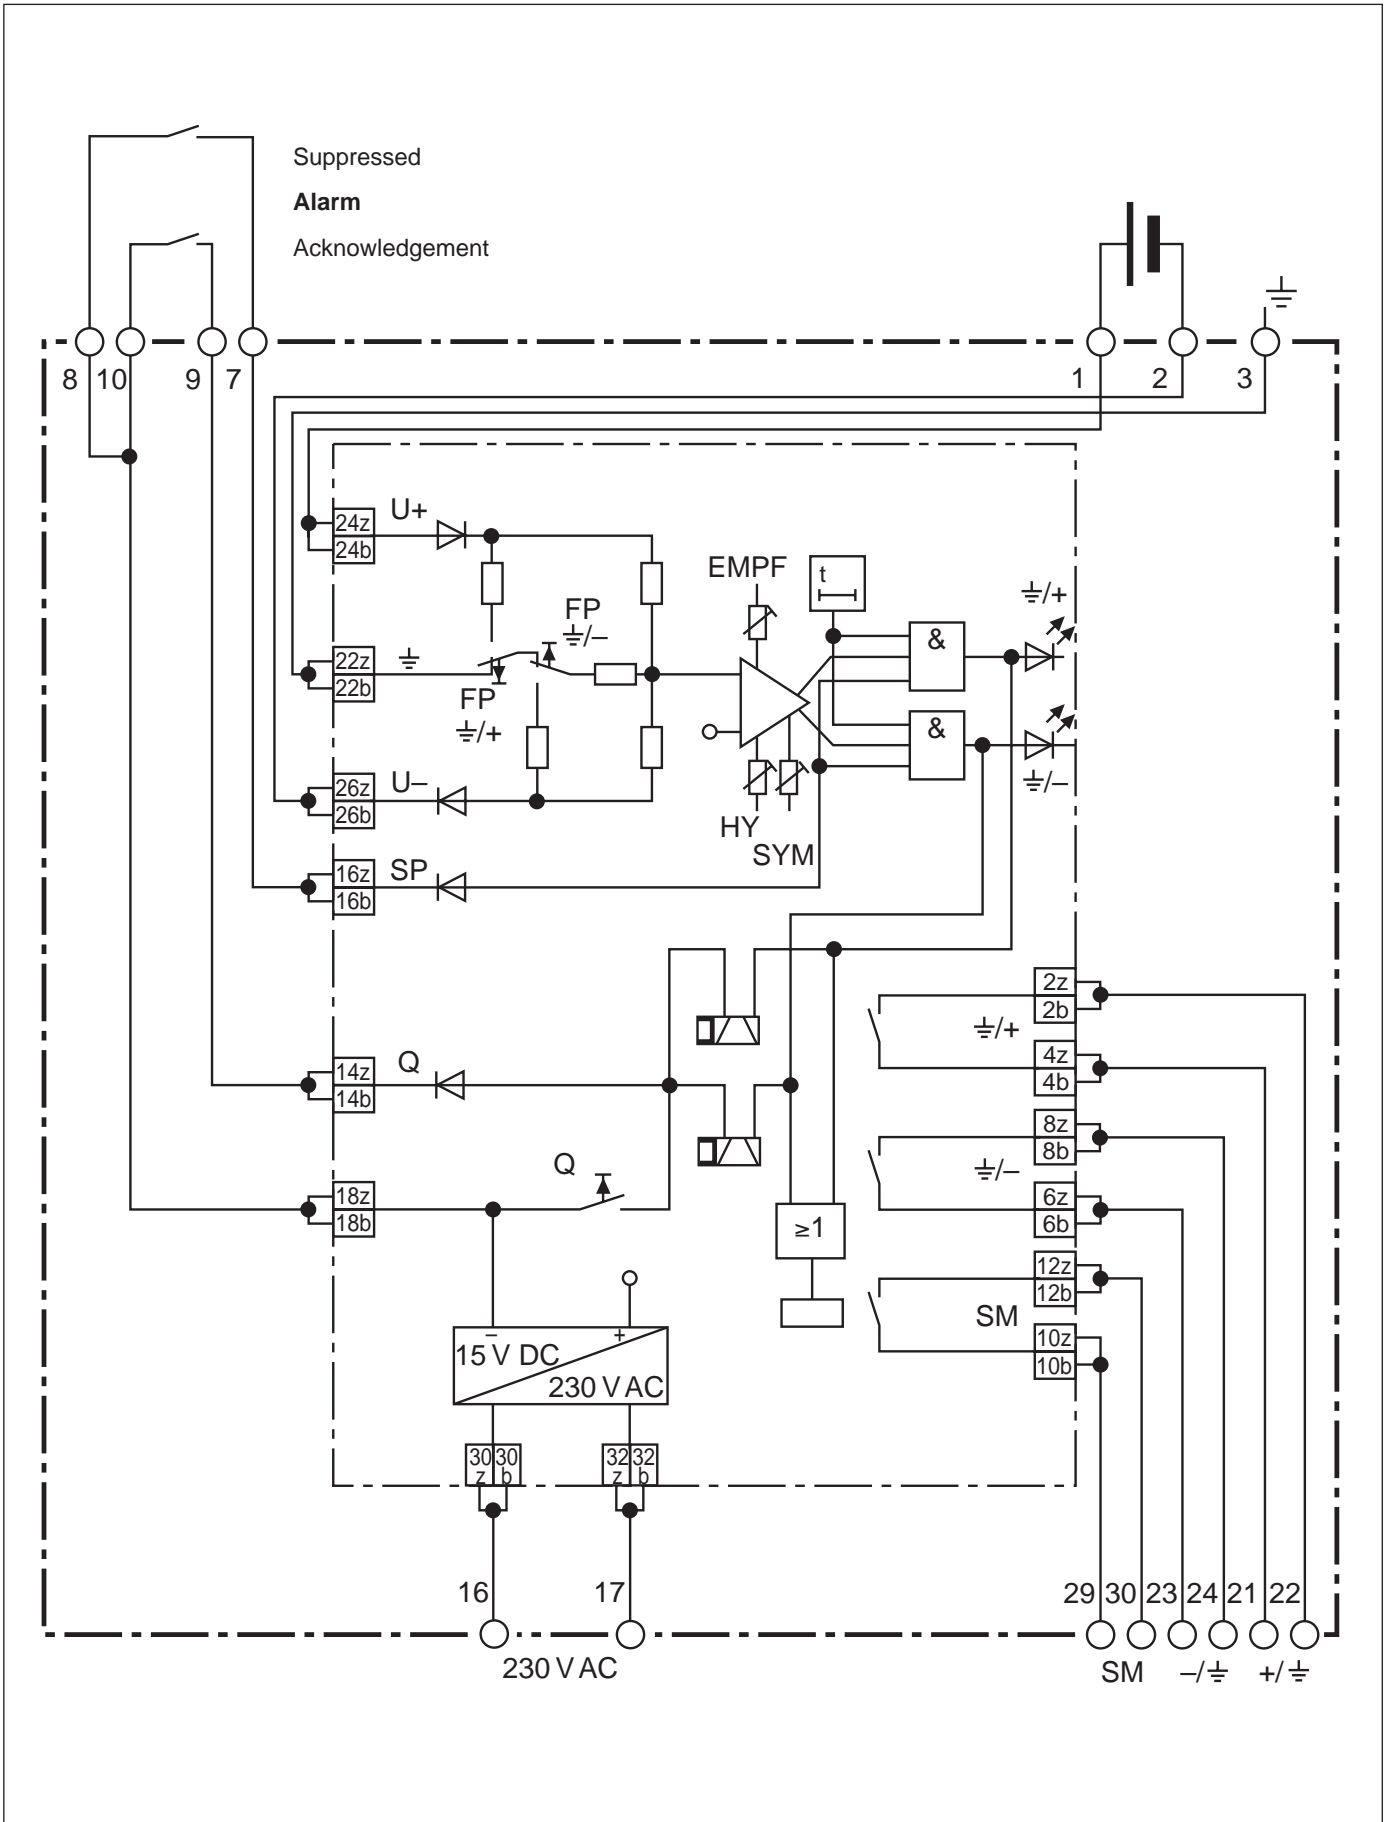 Suppressed
Alarm
Acknowledgement
8 10 9 7
1 2 3
24z
24b
U+
EMPF
t
⏚/+
FP
⏚/–
&
22z
22b
⏚
FP
⏚/+
&
⏚/–
26z
26b
U–
HY
SYM
16z
16b
SP
2z
2b
⏚/+
4z
4b
14z
14b
Q
8z
8b
⏚/–
6z
6b
Q
18z
18b
≥1
12z
12b
SM
10z
10b
– +
15 V DC
230 V AC
30 30 32 32
z b z b
16 17
29 30 23 24 21 22
230 V AC
SM –/⏚ +/⏚